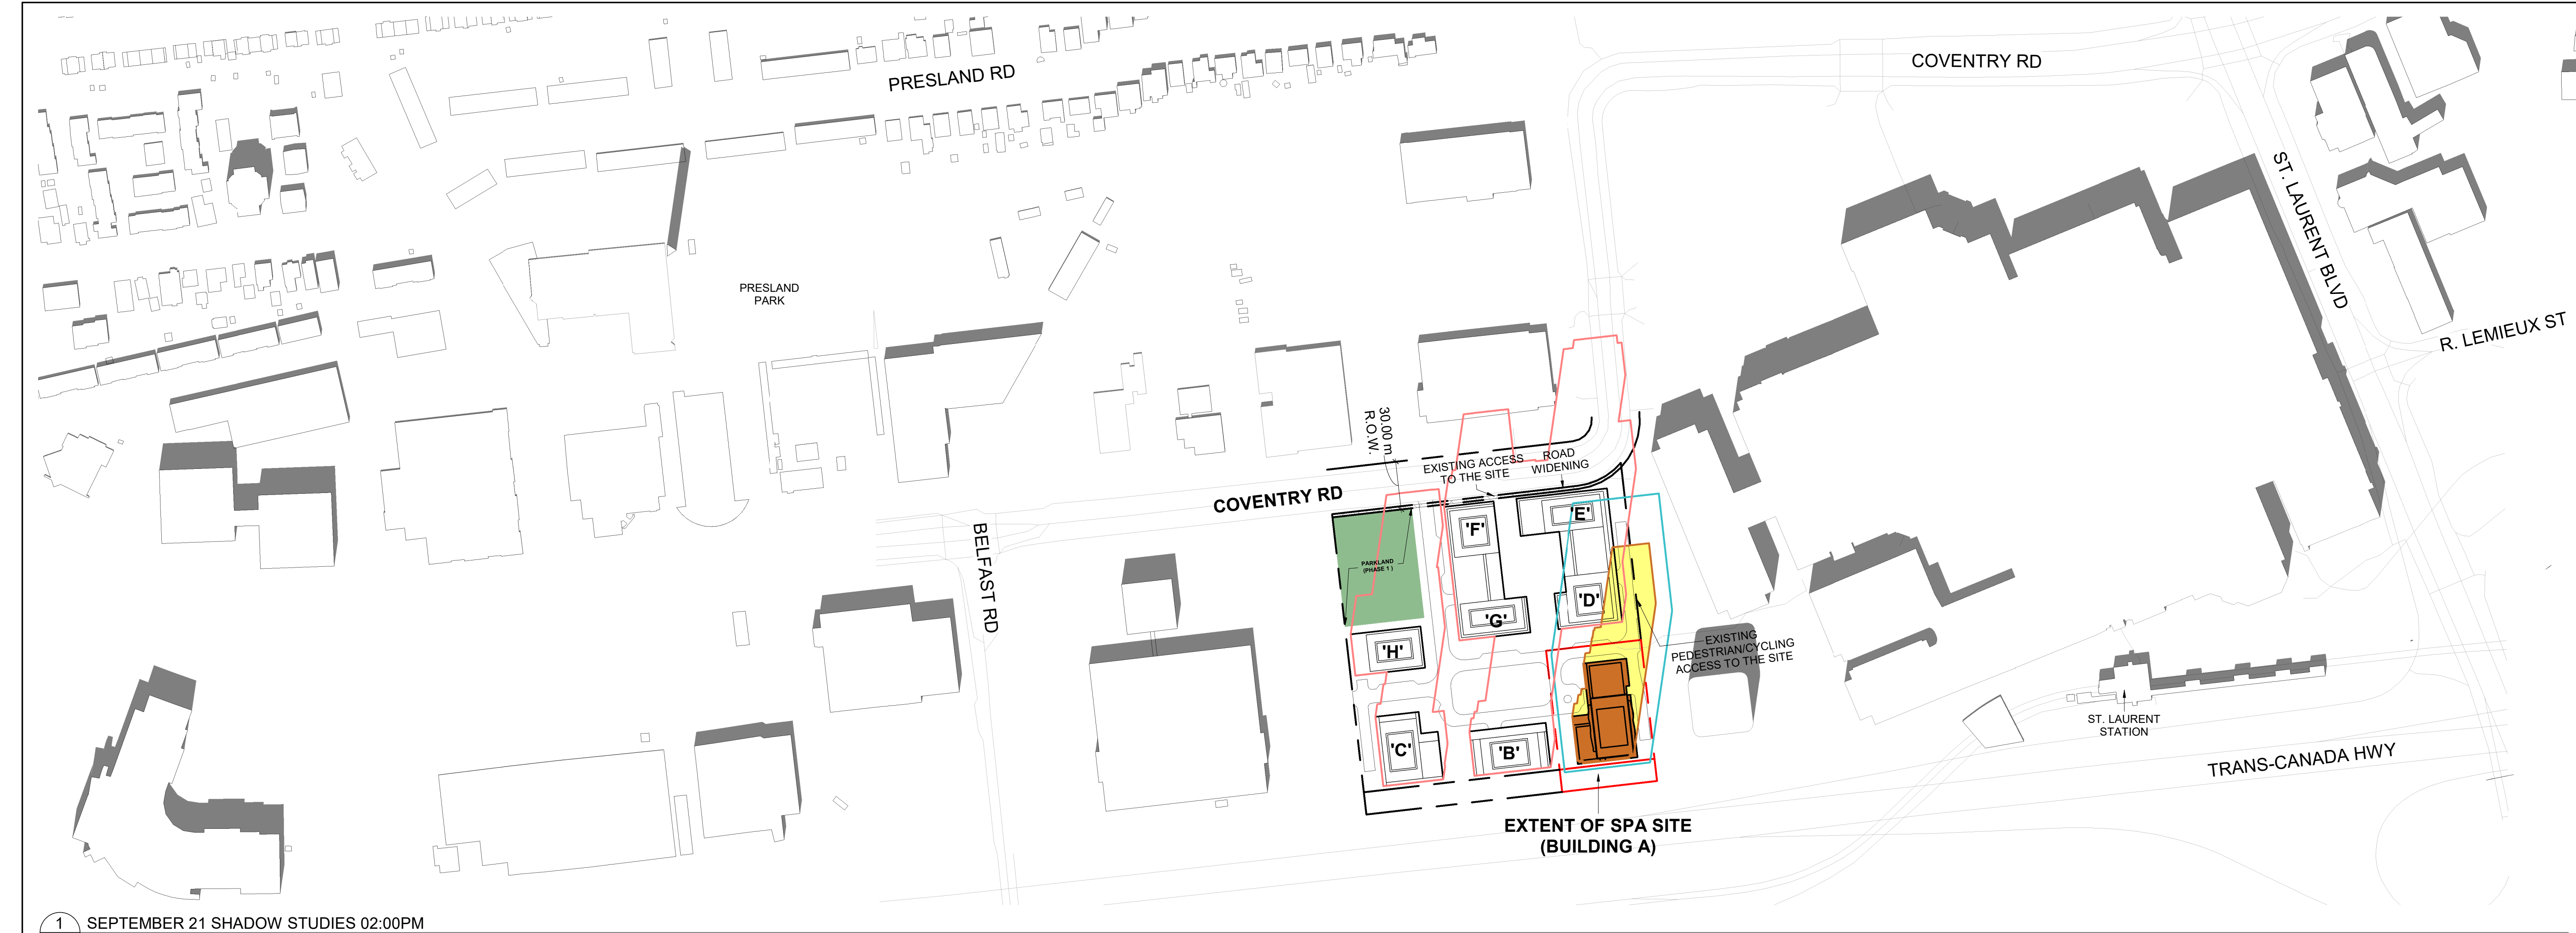 PRESLAND RD
COVENTRY RD
ST. LAURENT BLVD
R. LEMIEUX ST
PRESLAND
PARK
30.00 m
R.O.W.
EXISTING ACCESS
TO THE SITE
ROAD
WIDENING
COVENTRY RD
BELFAST RD
PARKLAND
(PHASE 1 )
'F'
'E'
'D'
'G'
'H'
'C'
'B'
EXISTING
PEDESTRIAN/CYCLING
ACCESS TO THE SITE
ST. LAURENT
STATION
TRANS-CANADA HWY
EXTENT OF SPA SITE
(BUILDING A)
1
SEPTEMBER 21 SHADOW STUDIES 02:00PM